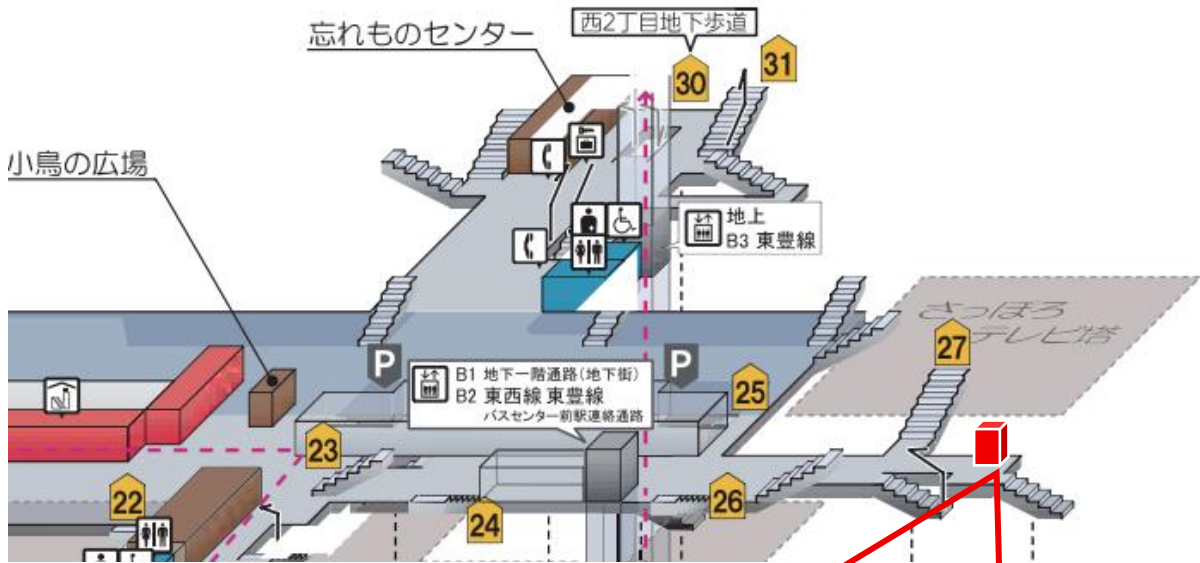 西2丁目地下歩道
忘れものセンター
30
31
小鳥の広場
地上
B3 東豊線
さっぽろ
テレビ塔
27
P
P
B1 地下一階通路(地下街)
B2 東西線 東豊線
バスセンター前駅連絡通路
25
23
22
24
26